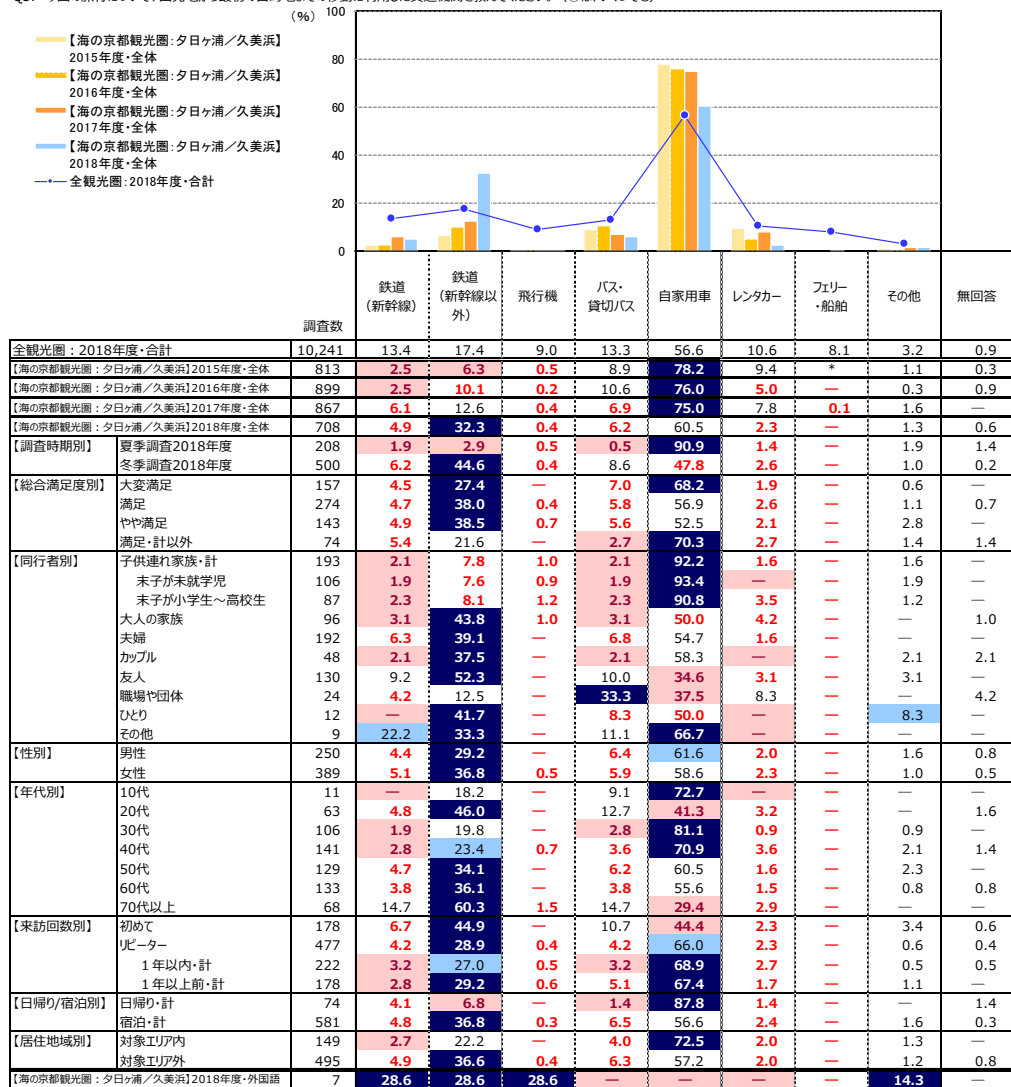 （%）
100
80
60
40
20
0
【海の京都観光圏：夕日ヶ浦／久美浜】
2015年度・全体
【海の京都観光圏：夕日ヶ浦／久美浜】
2016年度・全体
【海の京都観光圏：夕日ヶ浦／久美浜】
2017年度・全体
【海の京都観光圏：夕日ヶ浦／久美浜】
2018年度・全体
全観光圏：2018年度・合計
調査数 鉄道（新幹線） 鉄道（新幹線以外） 飛行機 バス・貸切バス 自家用車 レンタカー フェリー・船舶 その他 無回答
全観光圏：2018年度・合計 10,241 13.4 17.4 9.0 13.3 56.6 10.6 8.1 3.2 0.9
【海の京都観光圏：夕日ヶ浦／久美浜】2015年度・全体 813 2.5 6.3 0.5 8.9 78.2 9.4 * 1.1 0.3
【海の京都観光圏：夕日ヶ浦／久美浜】2016年度・全体 899 2.5 10.1 0.2 10.6 76.0 5.0 — 0.3 0.9
【海の京都観光圏：夕日ヶ浦／久美浜】2017年度・全体 867 6.1 12.6 0.4 6.9 75.0 7.8 0.1 1.6 —
【海の京都観光圏：夕日ヶ浦／久美浜】2018年度・全体 708 4.9 32.3 0.4 6.2 60.5 2.3 — 1.3 0.6
【調査時期別】 夏季調査2018年度 208 1.9 2.9 0.5 0.5 90.9 1.4 — 1.9 1.4
冬季調査2018年度 500 6.2 44.6 0.4 8.6 47.8 2.6 — 1.0 0.2
【総合満足度別】 大変満足 157 4.5 27.4 — 7.0 68.2 1.9 — 0.6 —
満足 274 4.7 38.0 0.4 5.8 56.9 2.6 — 1.1 0.7
やや満足 143 4.9 38.5 0.7 5.6 52.5 2.1 — 2.8 —
満足・計以外 74 5.4 21.6 — 2.7 70.3 2.7 — 1.4 1.4
【同行者別】 子供連れ家族・計 193 2.1 7.8 1.0 2.1 92.2 1.6 — 1.6 —
末子が未就学児 106 1.9 7.6 0.9 1.9 93.4 — — 1.9 —
末子が小学生～高校生 87 2.3 8.1 1.2 2.3 90.8 3.5 — 1.2 —
大人の家族 96 3.1 43.8 1.0 3.1 50.0 4.2 — — 1.0
夫婦 192 6.3 39.1 — 6.8 54.7 1.6 — — —
カップル 48 2.1 37.5 — 2.1 58.3 — — 2.1 2.1
友人 130 9.2 52.3 — 10.0 34.6 3.1 — 3.1 —
職場や団体 24 4.2 12.5 — 33.3 37.5 8.3 — — 4.2
ひとり 12 — 41.7 — 8.3 50.0 — — 8.3 —
その他 9 22.2 33.3 — 11.1 66.7 — — — —
【性別】 男性 250 4.4 29.2 — 6.4 61.6 2.0 — 1.6 0.8
女性 389 5.1 36.8 0.5 5.9 58.6 2.3 — 1.0 0.5
【年代別】 10代 11 — 18.2 — 9.1 72.7 — — — —
20代 63 4.8 46.0 — 12.7 41.3 3.2 — — 1.6
30代 106 1.9 19.8 — 2.8 81.1 0.9 — 0.9 —
40代 141 2.8 23.4 0.7 3.6 70.9 3.6 — 2.1 1.4
50代 129 4.7 34.1 — 6.2 60.5 1.6 — 2.3 —
60代 133 3.8 36.1 — 3.8 55.6 1.5 — 0.8 0.8
70代以上 68 14.7 60.3 1.5 14.7 29.4 2.9 — — —
【来訪回数別】 初めて 178 6.7 44.9 — 10.7 44.4 2.3 — 3.4 0.6
リピーター 477 4.2 28.9 0.4 4.2 66.0 2.3 — 0.6 0.4
１年以内・計 222 3.2 27.0 0.5 3.2 68.9 2.7 — 0.5 0.5
１年以上前・計 178 2.8 29.2 0.6 5.1 67.4 1.7 — 1.1 —
【日帰り/宿泊別】 日帰り・計 74 4.1 6.8 — 1.4 87.8 1.4 — — 1.4
宿泊・計 581 4.8 36.8 0.3 6.5 56.6 2.4 — 1.6 0.3
【居住地域別】 対象エリア内 149 2.7 22.2 — 4.0 72.5 2.0 — 1.3 —
対象エリア外 495 4.9 36.6 0.4 6.3 57.2 2.0 — 1.2 0.8
【海の京都観光圏：夕日ヶ浦／久美浜】2018年度・外国語 7 28.6 28.6 28.6 — — — — 14.3 —